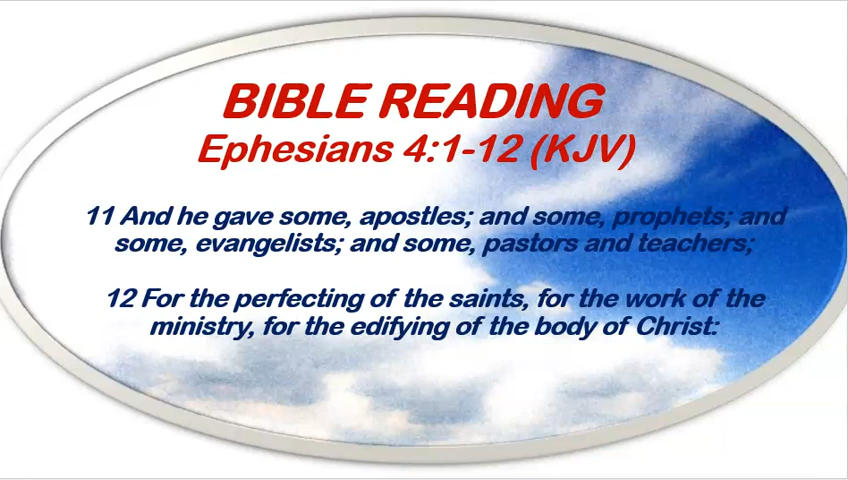 BIBLE READING
Ephesians 4:1-12 (KJV)
11 And he gave some, apostles; and some, prophets; and
some, evangelists; and some, pastors and teachers;
12 For the perfecting of the saints, for the work of the
ministry, for the edifying of the body of Christ: